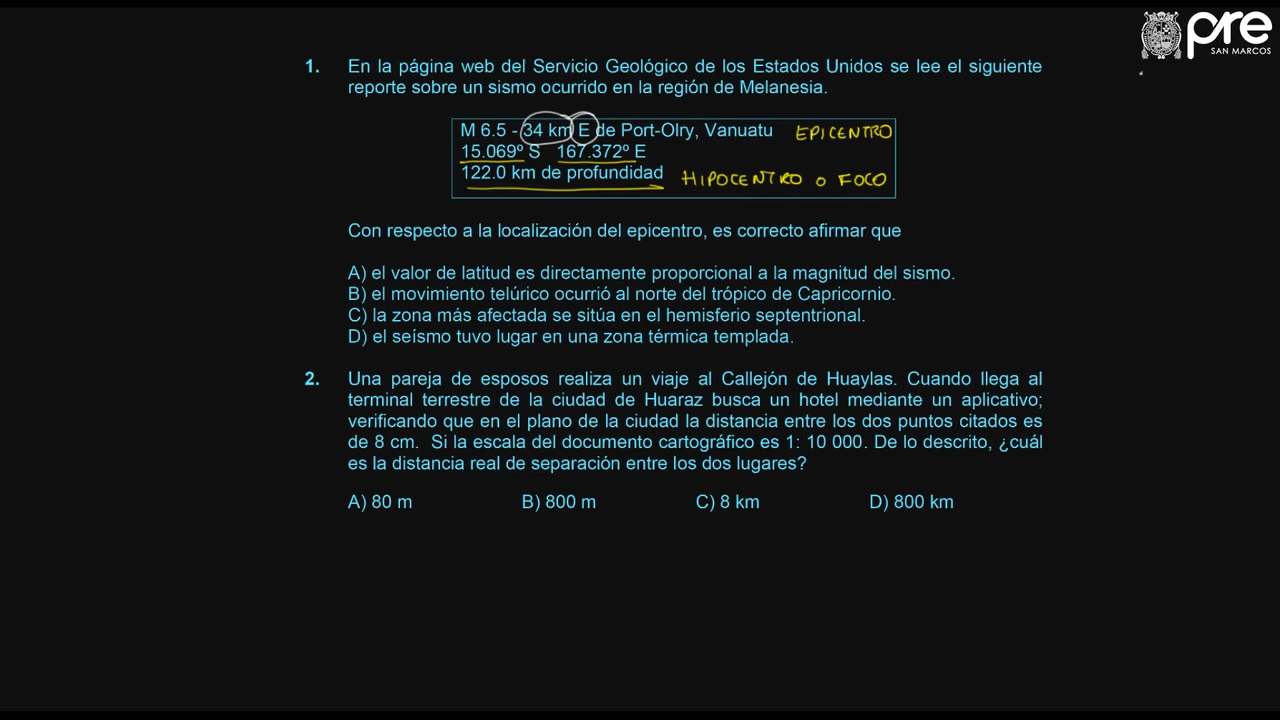 pre
SAN MARCOS
1. En la página web del Servicio Geológico de los Estados Unidos se lee el siguiente
reporte sobre un sismo ocurrido en la región de Melanesia.
M 6.5 - 34 km E de Port-Olry, Vanuatu EPICENTRO
15.069º S 167.372º E
122.0 km de profundidad HIPOCENTRO o FOCO
Con respecto a la localización del epicentro, es correcto afirmar que
A) el valor de latitud es directamente proporcional a la magnitud del sismo.
B) el movimiento telúrico ocurrió al norte del trópico de Capricornio.
C) la zona más afectada se sitúa en el hemisferio septentrional.
D) el seísmo tuvo lugar en una zona térmica templada.
2. Una pareja de esposos realiza un viaje al Callejón de Huaylas. Cuando llega al
terminal terrestre de la ciudad de Huaraz busca un hotel mediante un aplicativo;
verificando que en el plano de la ciudad la distancia entre los dos puntos citados es
de 8 cm. Si la escala del documento cartográfico es 1: 10 000. De lo descrito, ¿cuál
es la distancia real de separación entre los dos lugares?
A) 80 m B) 800 m C) 8 km D) 800 km